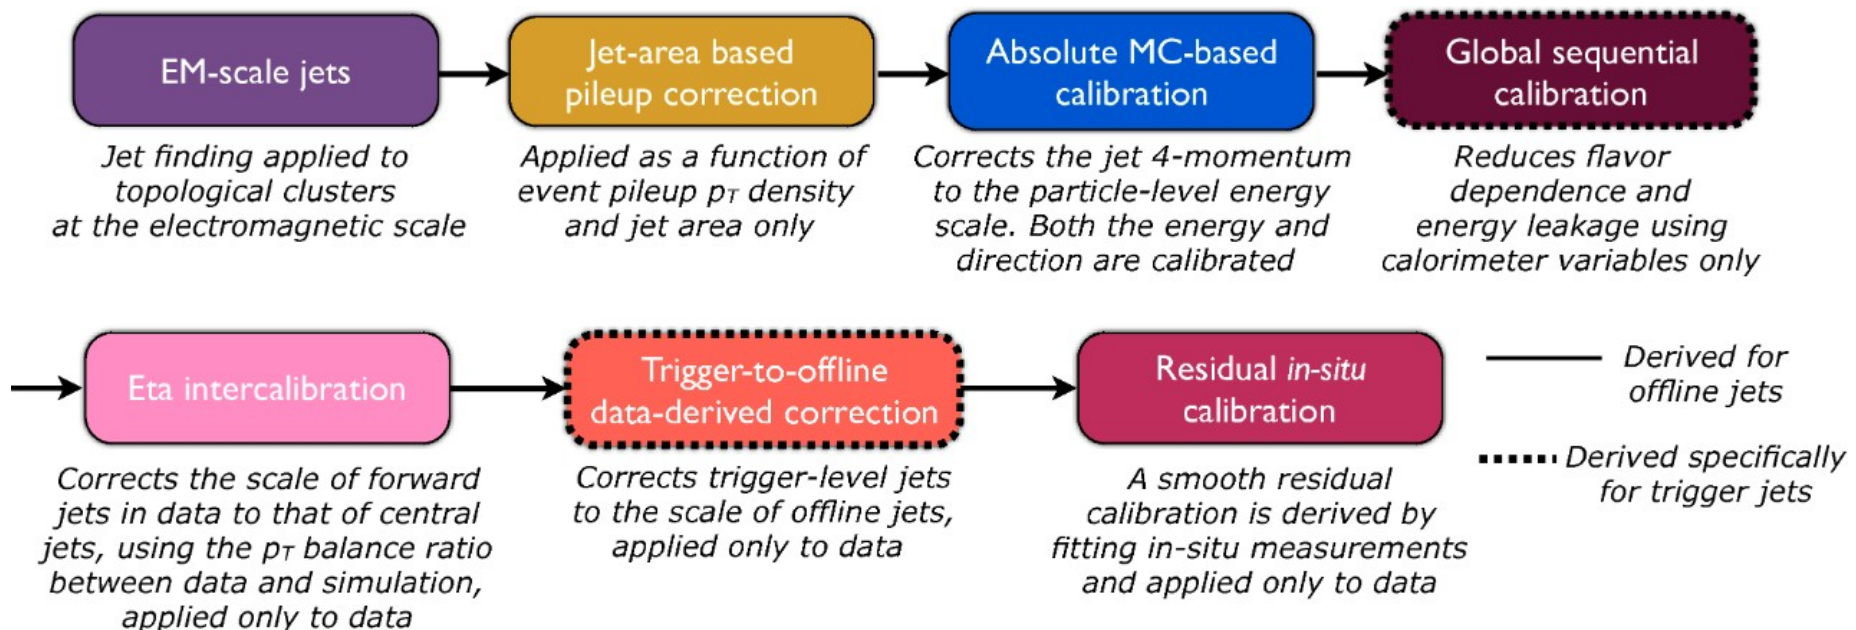 EM-scale jets
Jet finding applied to
topological clusters
at the electromagnetic scale
Jet-area based
pileup correction
Applied as a function of
event pileup pT density
and jet area only
Absolute MC-based
calibration
Corrects the jet 4-momentum
to the particle-level energy
scale. Both the energy and
direction are calibrated
Global sequential
calibration
Reduces flavor
dependence and
energy leakage using
calorimeter variables only
Eta intercalibration
Corrects the scale of forward
jets in data to that of central
jets, using the pT balance ratio
between data and simulation,
applied only to data
Trigger-to-offline
data-derived correction
Corrects trigger-level jets
to the scale of offline jets,
applied only to data
Residual in-situ
calibration
A smooth residual
calibration is derived by
fitting in-situ measurements
and applied only to data
Derived for
offline jets
Derived specifically
for trigger jets